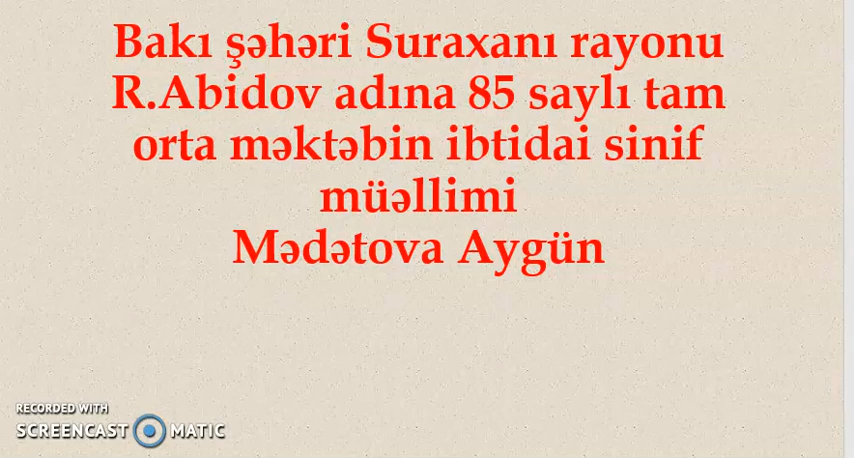 Bakı şəhəri Suraxanı rayonu
R.Abidov adına 85 saylı tam
orta məktəbin ibtidai sinif
müəllimi
Mədətova Aygün
RECORDED WITH
SCREENCAST MATIC